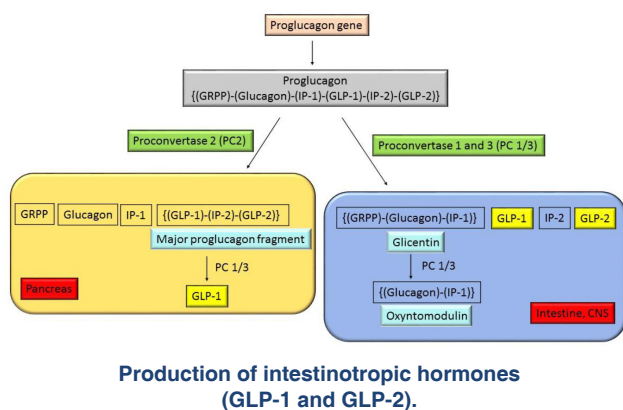 Proglucagon gene
Proglucagon
{(GRPP)-(Glucagon)-(IP-1)-(GLP-1)-(IP-2)-(GLP-2)}
Proconvertase 2 (PC2)
Proconvertase 1 and 3 (PC 1/3)
GRPP Glucagon IP-1 {(GLP-1)-(IP-2)-(GLP-2)}
Major proglucagon fragment
PC 1/3
GLP-1
Pancreas
{(GRPP)-(Glucagon)-(IP-1)} GLP-1 IP-2 GLP-2
Glicentin
PC 1/3
{(Glucagon)-(IP-1)}
Oxyntomodulin
Intestine, CNS
Production of intestinotropic hormones
(GLP-1 and GLP-2).